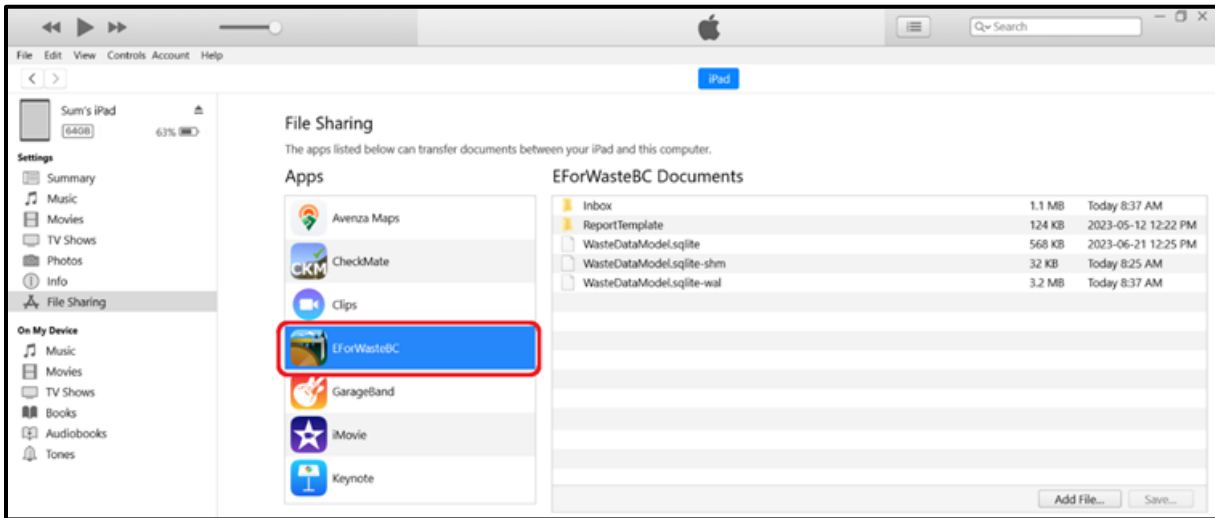 Search
File Edit View Controls Account Help
iPad
Sum's iPad
64GB 63%
Settings
Summary
Music
Movies
TV Shows
Photos
Info
File Sharing
On My Device
Music
Movies
TV Shows
Books
Audiobooks
Tones
File Sharing
The apps listed below can transfer documents between your iPad and this computer.
Apps
Avenza Maps
CKM CheckMate
Clips
EForWasteBC
GarageBand
iMovie
Keynote
EForWasteBC Documents
Inbox 1.1 MB Today 8:37 AM
ReportTemplate 124 KB 2023-05-12 12:22 PM
WasteDataModel.sqlite 568 KB 2023-06-21 12:25 PM
WasteDataModel.sqlite-shm 32 KB Today 8:25 AM
WasteDataModel.sqlite-wal 3.2 MB Today 8:37 AM
Add File... Save...